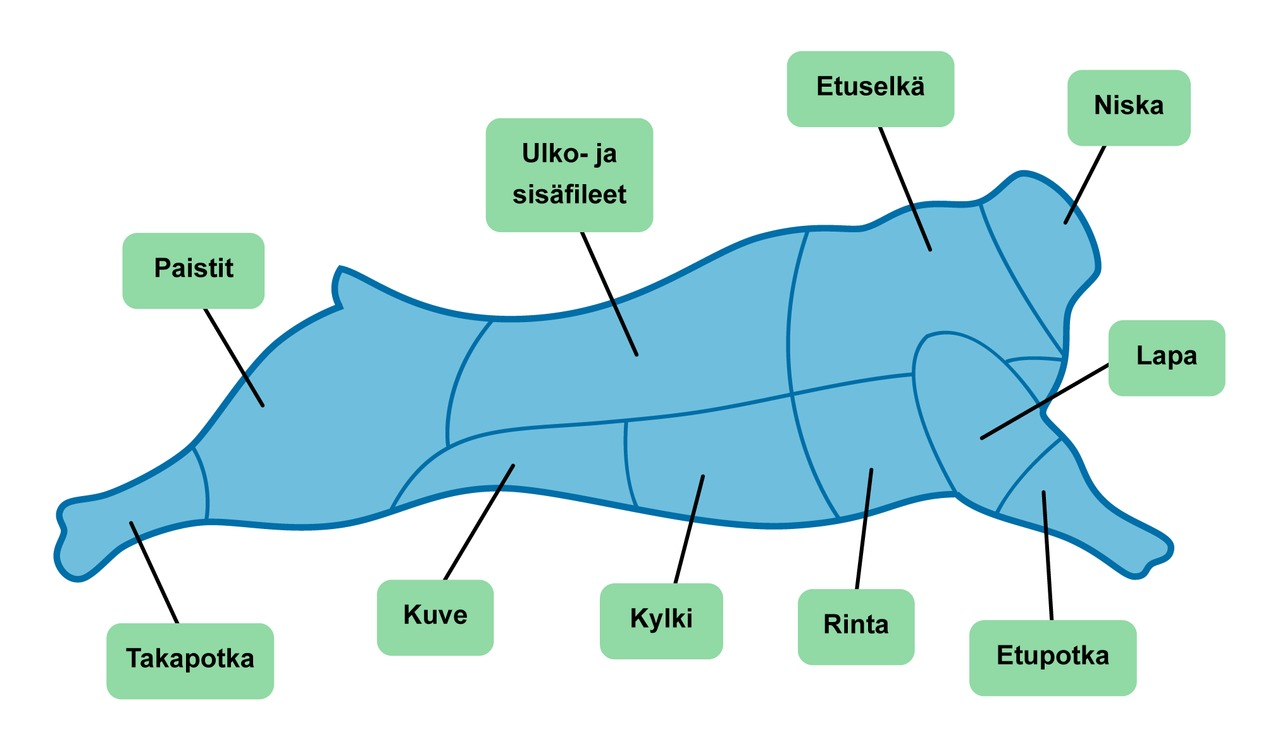 Etuselkä
Niska
Ulko- ja
sisäfileet
Paistit
Lapa
Kuve
Kylki
Rinta
Takapotka
Etupotka